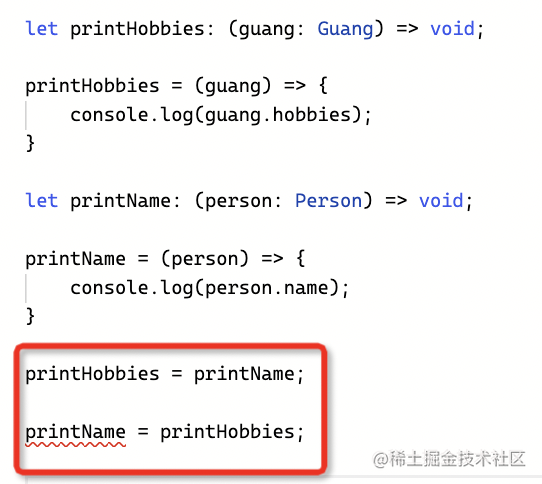 let printHobbies: (guang: Guang) => void;
printHobbies = (guang) => {
    console.log(guang.hobbies);
}
let printName: (person: Person) => void;
printName = (person) => {
    console.log(person.name);
}
printHobbies = printName;
printName = printHobbies;
@稀土掘金技术社区